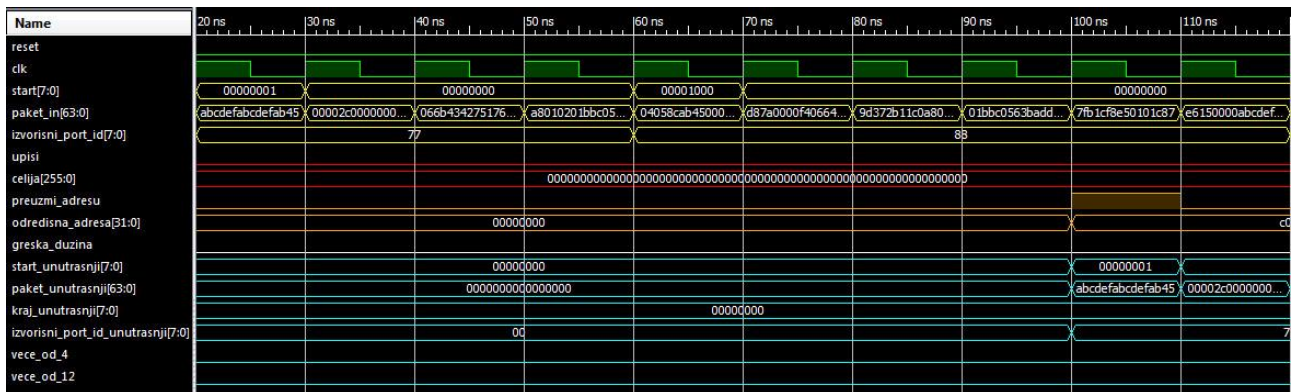 Name 20 ns 30 ns 40 ns 50 ns 60 ns 70 ns 80 ns 90 ns 100 ns 110 ns
reset
clk
start[7:0] 00000001 00000000 00001000 00000000
paket_in[63:0] abcdefabcdefab45 00002c0000000... 066b434275176... a8010201bbc05... 04058cab45000... d87a0000f40664... 9d372b11c0a80... 01bbc0563badd... 7fb1cf8e50101c87 e6150000abcdef...
izvorisni_port_id[7:0] 77 88
upisi
celija[255:0] 0000000000000000000000000000000000000000000000000000000000000000
preuzmi_adresu
odredisna_adresa[31:0] 00000000 c0
greska_duzina
start_unutrasnji[7:0] 00000000 00000001
paket_unutrasnji[63:0] 0000000000000000 abcdefabcdefab45 00002c0000000...
kraj_unutrasnji[7:0] 00000000
izvorisni_port_id_unutrasnji[7:0] 00 7
vece_od_4
vece_od_12